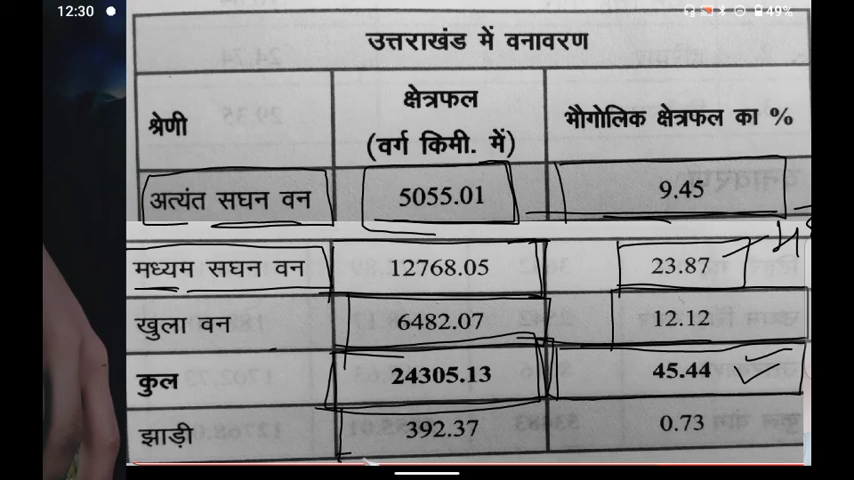 12:30
49%
उत्तराखंड में वनावरण
श्रेणी
क्षेत्रफल
(वर्ग किमी. में)
भौगोलिक क्षेत्रफल का %
अत्यंत सघन वन 5055.01 9.45
मध्यम सघन वन 12768.05 23.87
खुला वन 6482.07 12.12
कुल 24305.13 45.44
झाड़ी 392.37 0.73